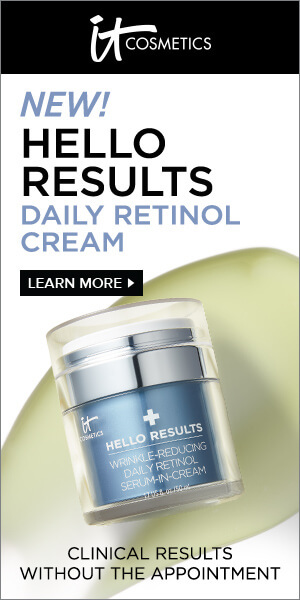 it COSMETICS
NEW!
HELLO
RESULTS
DAILY RETINOL
CREAM
LEARN MORE
it COSMETICS
HELLO RESULTS
WRINKLE-REDUCING
DAILY RETINOL
SERUM-IN-CREAM
CLINICAL RESULTS
WITHOUT THE APPOINTMENT